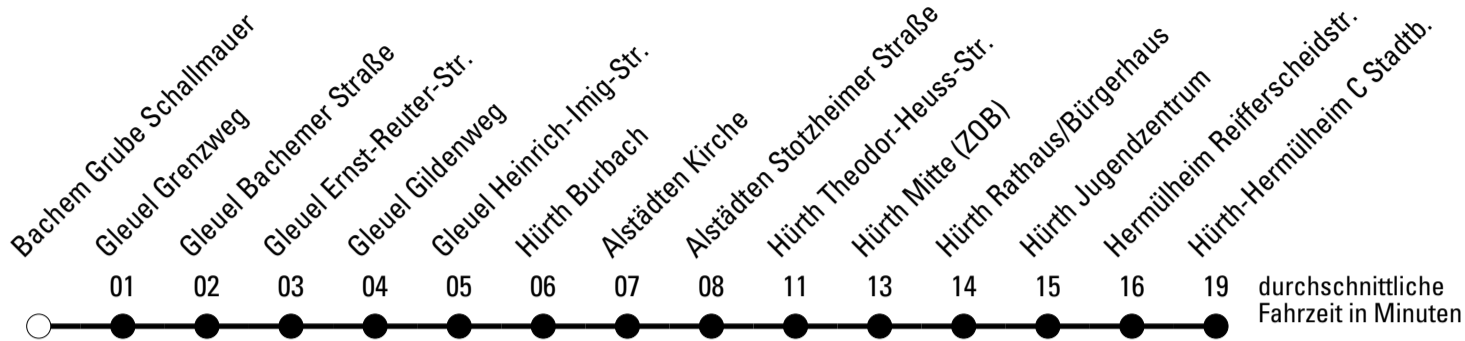 Bachem Grube Schallmauer
Gleuel Grenzweg
Gleuel Bachemer Straße
Gleuel Ernst-Reuter-Str.
Gleuel Gildenweg
Gleuel Heinrich-Imig-Str.
Hürth Burbach
Alstädten Kirche
Alstädten Stotzheimer Straße
Hürth Theodor-Heuss-Str.
Hürth Mitte (ZOB)
Hürth Rathaus/Bürgerhaus
Hürth Jugendzentrum
Hermülheim Reifferscheidstr.
Hürth-Hermülheim C Stadtb.
01 02 03 04 05 06 07 08 11 13 14 15 16 19
durchschnittliche
Fahrzeit in Minuten